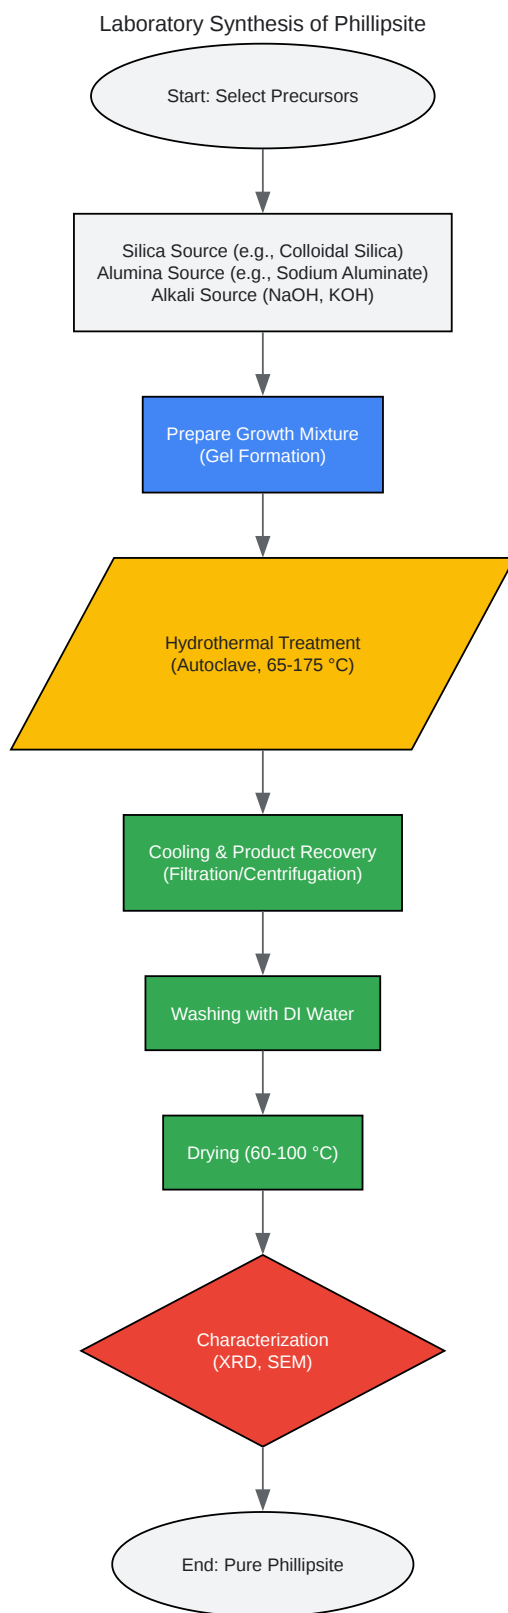 Laboratory Synthesis of Phillipsite
Start: Select Precursors
Silica Source (e.g., Colloidal Silica)
Alumina Source (e.g., Sodium Aluminate)
Alkali Source (NaOH, KOH)
Prepare Growth Mixture
(Gel Formation)
Hydrothermal Treatment
(Autoclave, 65-175 °C)
Cooling & Product Recovery
(Filtration/Centrifugation)
Washing with DI Water
Drying (60-100 °C)
Characterization
(XRD, SEM)
End: Pure Phillipsite